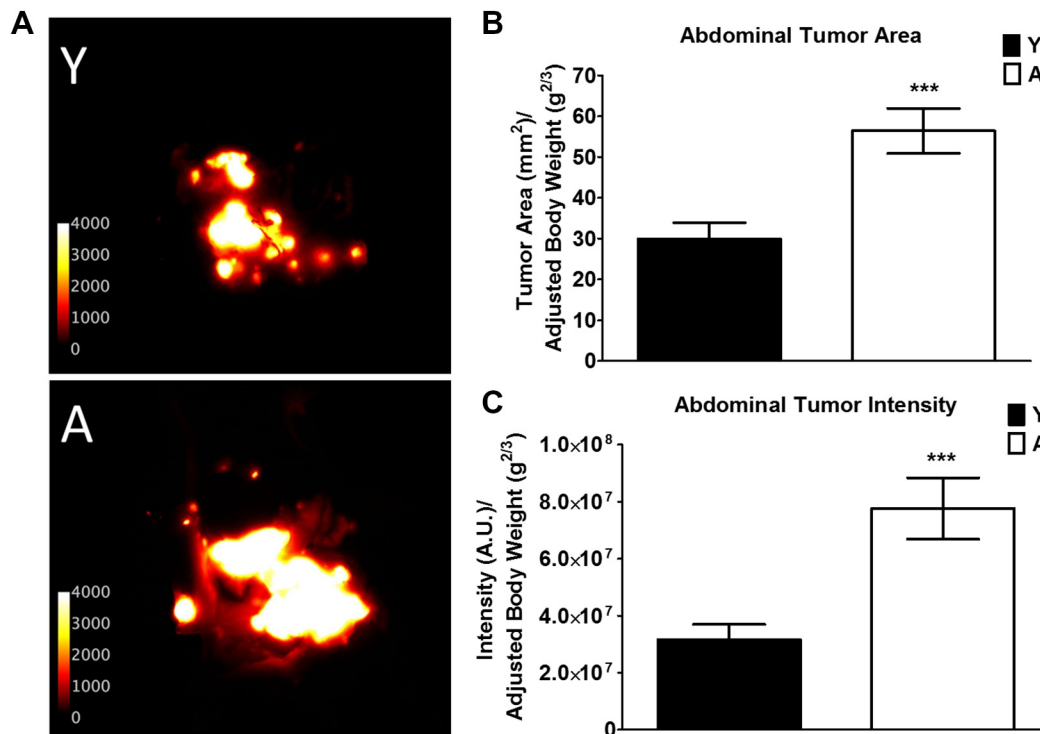 A
Y
4000
3000
2000
1000
0
A
4000
3000
2000
1000
0
B
Abdominal Tumor Area
Y
A
***
Tumor Area (mm²)/
Adjusted Body Weight (g²/³)
70
60
50
40
30
20
10
0
C
Abdominal Tumor Intensity
Y
A
***
Intensity (A.U.)/
Adjusted Body Weight (g²/³)
1.0×10⁸
8.0×10⁷
6.0×10⁷
4.0×10⁷
2.0×10⁷
0